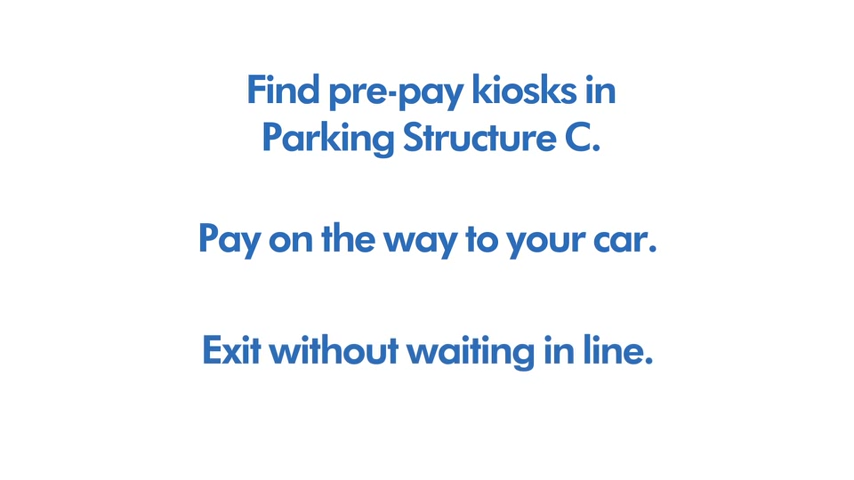 Find pre-pay kiosks in
Parking Structure C.
Pay on the way to your car.
Exit without waiting in line.